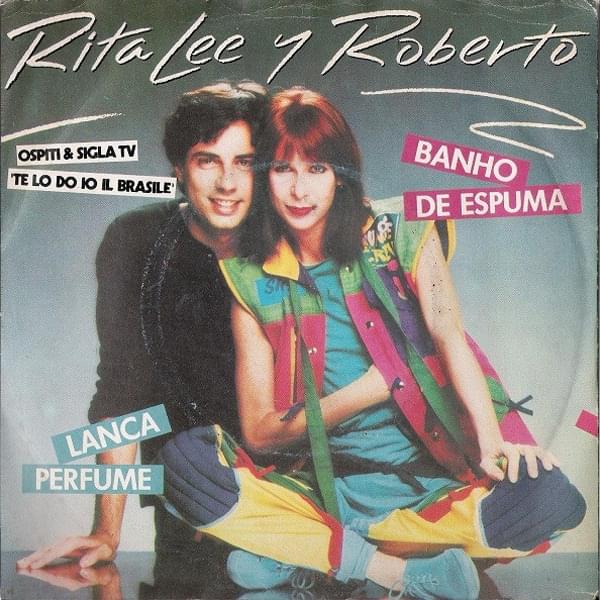 Rita Lee y Roberto
OSPITI & SIGLA TV
'TE LO DO IO IL BRASILE'
BANHO
DE ESPUMA
LANCA
PERFUME